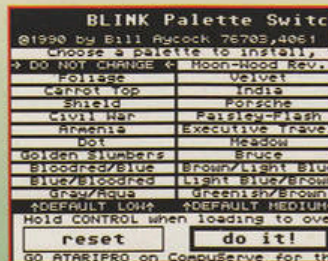 BLINK Palette Switc
©1990 by Bill Aycock 76703,4061
Choose a palette to install,
→ DO NOT CHANGE ← Moon-Wood Rev.
Foliage Velvet
Carrot Top India
Shield Porsche
Civil War Paisley-Flash
Armenia Executive Trave
Dot Meadow
Golden Slumbers Bruce
Bloodred/Blue Brown/Light Blu
Blue/Bloodred Light Blue/Brow
Gray/Aqua Greenish/Brown
↑DEFAULT LOW↑ ↑DEFAULT MEDIUM↑
Hold CONTROL when loading to ove
reset do it!
GO ATARIPRO on CompuServe for th